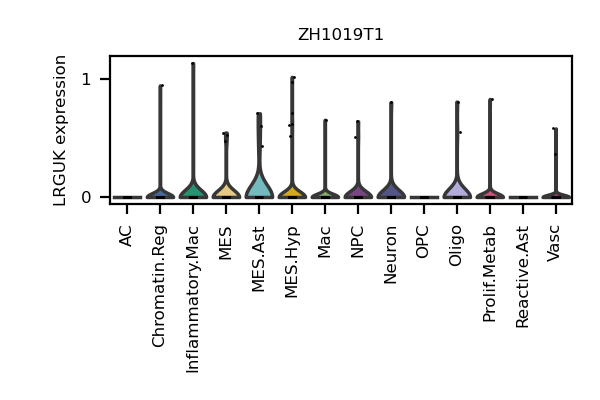 ZH1019T1
LRGUK expression
1
0
AC
Chromatin.Reg
Inflammatory.Mac
MES
MES.Ast
MES.Hyp
Mac
NPC
Neuron
OPC
Oligo
Prolif.Metab
Reactive.Ast
Vasc